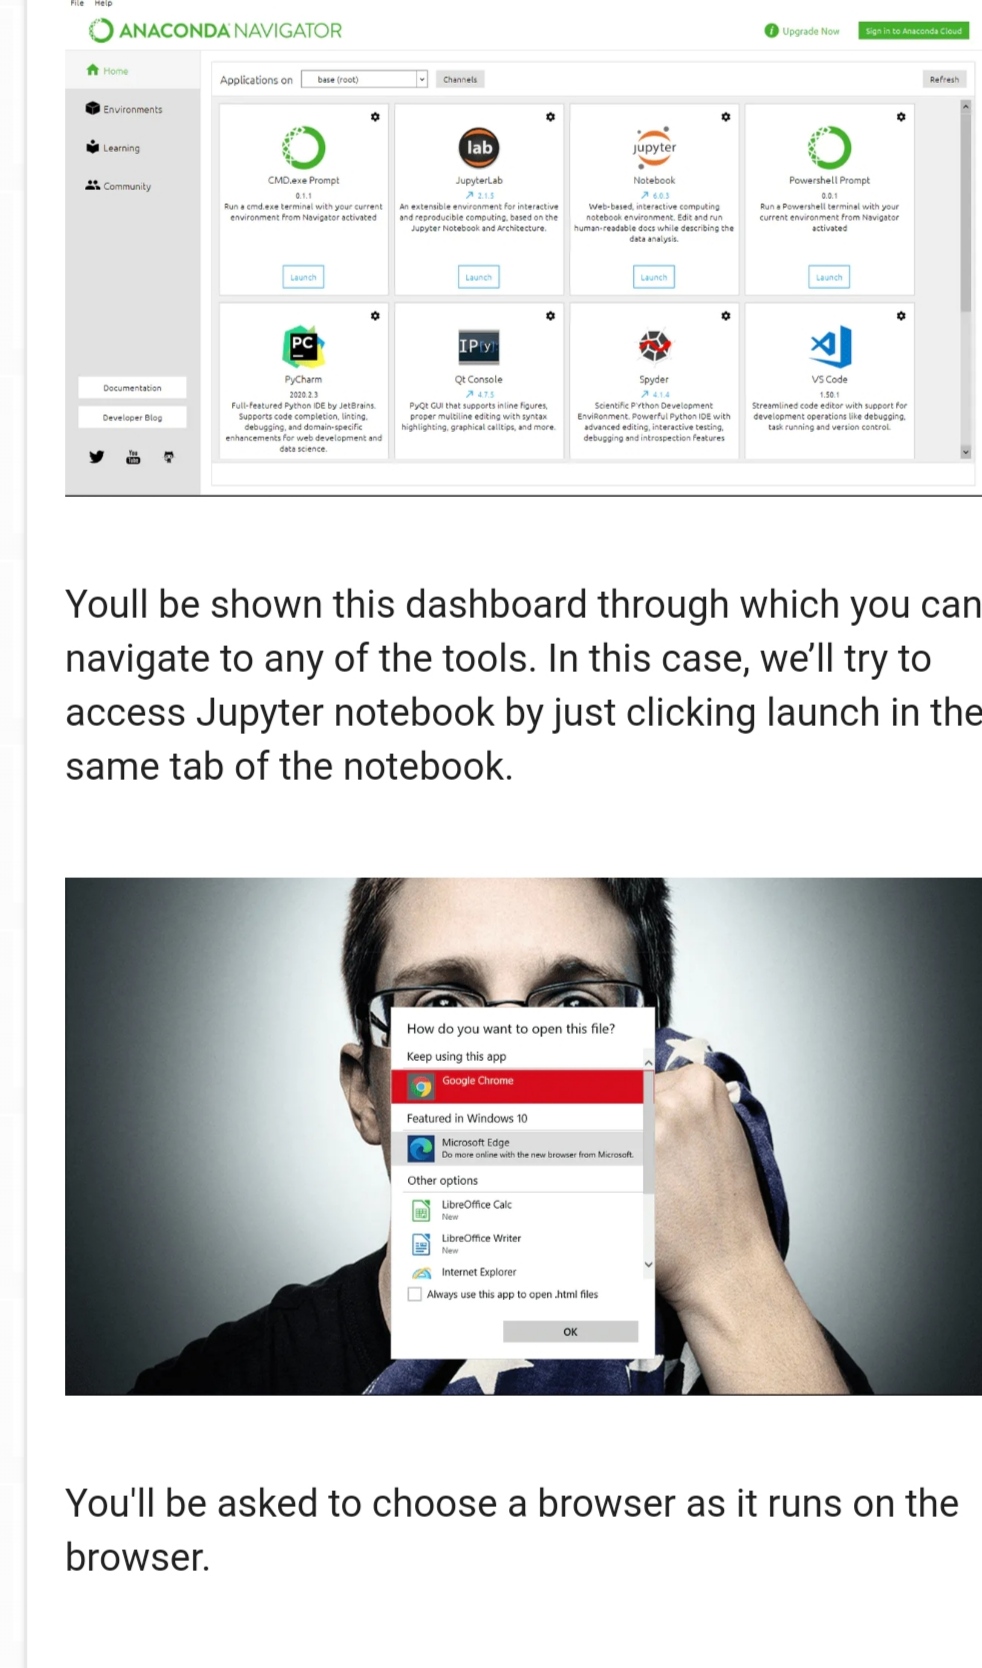 File Help
ANACONDA NAVIGATOR
Upgrade Now
Sign in to Anaconda Cloud
Home
Environments
Learning
Community
Documentation
Developer Blog
You Tube
Applications on
base (root)
Channels
Refresh
CMD.exe Prompt
0.1.1
Run a cmd.exe terminal with your current
environment from Navigator activated
Launch
lab
JupyterLab
2.1.5
An extensible environment for interactive
and reproducible computing, based on the
Jupyter Notebook and Architecture.
Launch
jupyter
Notebook
6.0.3
Web-based, interactive computing
notebook environment. Edit and run
human-readable docs while describing the
data analysis.
Launch
Powershell Prompt
0.0.1
Run a Powershell terminal with your
current environment from Navigator
activated
Launch
PC
PyCharm
2020.2.3
Full-featured Python IDE by JetBrains.
Supports code completion, linting,
debugging, and domain-specific
enhancements for web development and
data science.
IP[y]
Qt Console
4.7.5
PyQt GUI that supports inline figures,
proper multiline editing with syntax
highlighting, graphical calltips, and more.
Spyder
4.1.4
Scientific PYthon Development
EnviRonment. Powerful Python IDE with
advanced editing, interactive testing,
debugging and introspection features
VS Code
1.50.1
Streamlined code editor with support for
development operations like debugging,
task running and version control.
Youll be shown this dashboard through which you can
navigate to any of the tools. In this case, we’ll try to
access Jupyter notebook by just clicking launch in the
same tab of the notebook.
How do you want to open this file?
Keep using this app
Google Chrome
Featured in Windows 10
Microsoft Edge
Do more online with the new browser from Microsoft.
Other options
LibreOffice Calc
New
LibreOffice Writer
New
Internet Explorer
Always use this app to open .html files
OK
You'll be asked to choose a browser as it runs on the
browser.